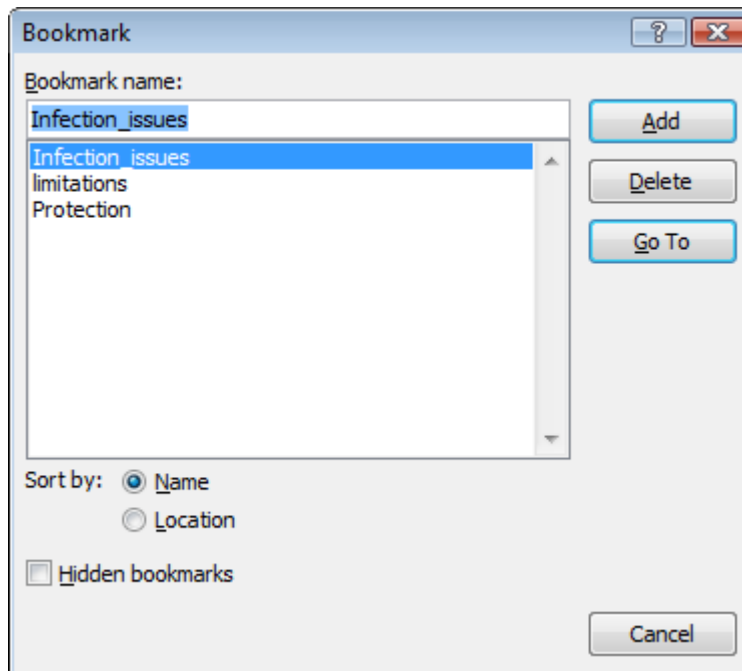 Bookmark
?
Bookmark name:
Infection_issues
Add
Infection_issues
limitations
Protection
Delete
Go To
Sort by:
Name
Location
Hidden bookmarks
Cancel